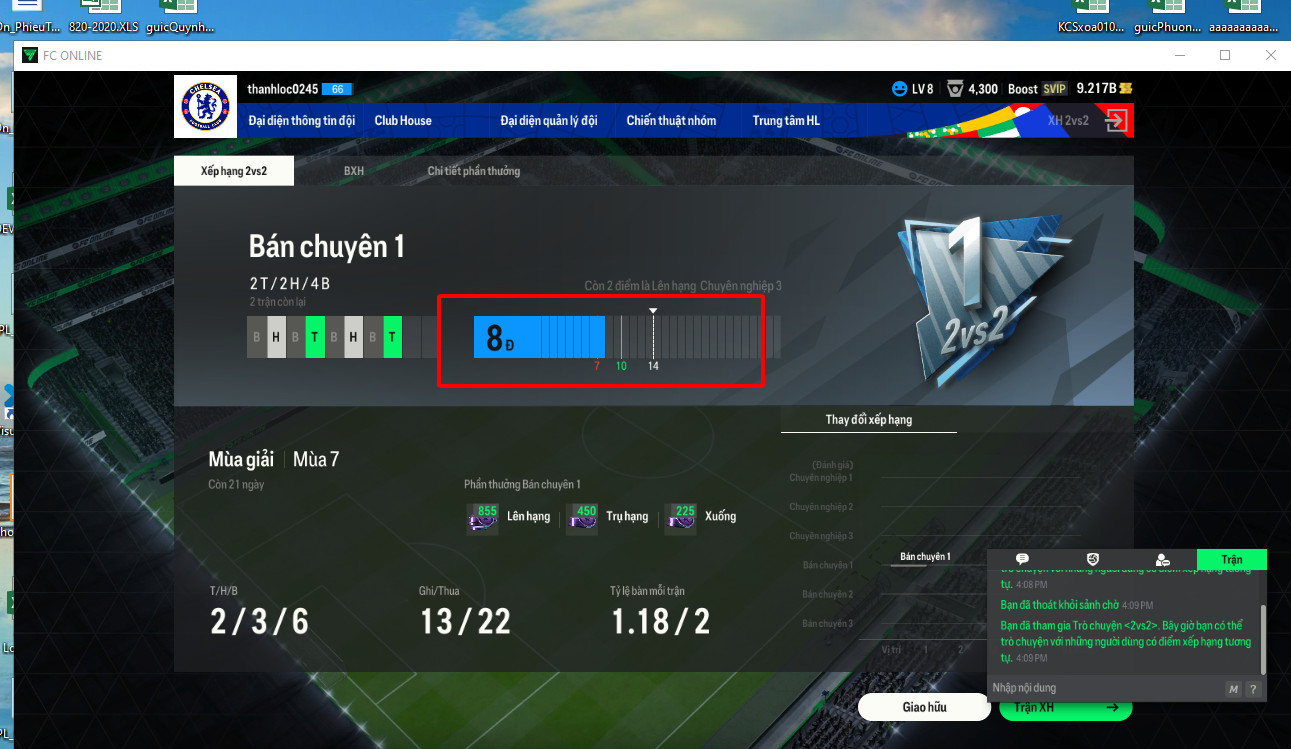 820-2020.XLS guicQuynh...
KCSxoa010... guicPhuon... aaaaaaaaaa...
FC ONLINE
thanhloc0245 66
LV 8 4,300 Boost SVIP 9.217B
CHELSEA
FOOTBALL CLUB
Đại diện thông tin đội Club House Đại diện quản lý đội Chiến thuật nhóm Trung tâm HL XH 2vs2
Xếp hạng 2vs2 BXH Chi tiết phần thưởng
Bán chuyên 1
2T/2H/4B
2 trận còn lại
Còn 2 điểm là Lên hạng Chuyên nghiệp 3
B H B T B H B T
8Đ
7 10 14
1
2vs2
Thay đổi xếp hạng
Mùa giải Mùa 7
Còn 21 ngày
Phần thưởng Bán chuyên 1
855 Lên hạng 450 Trụ hạng 225 Xuống
(Đánh giá)
Chuyên nghiệp 1
Chuyên nghiệp 2
Chuyên nghiệp 3
Bán chuyên 1 Bán chuyên 1
Bán chuyên 2
Bán chuyên 3
Vị trí 1 2
T/H/B Ghi/Thua Tỷ lệ bàn mỗi trận
2/3/6 13/22 1.18/2
Trận
tự. 4:08 PM
Bạn đã thoát khỏi sảnh chờ 4:09 PM
Bạn đã tham gia Trò chuyện <2vs2>. Bây giờ bạn có thể
trò chuyện với những người dùng có điểm xếp hạng tương
tự. 4:09 PM
Nhập nội dung M ?
Giao hữu Trận XH